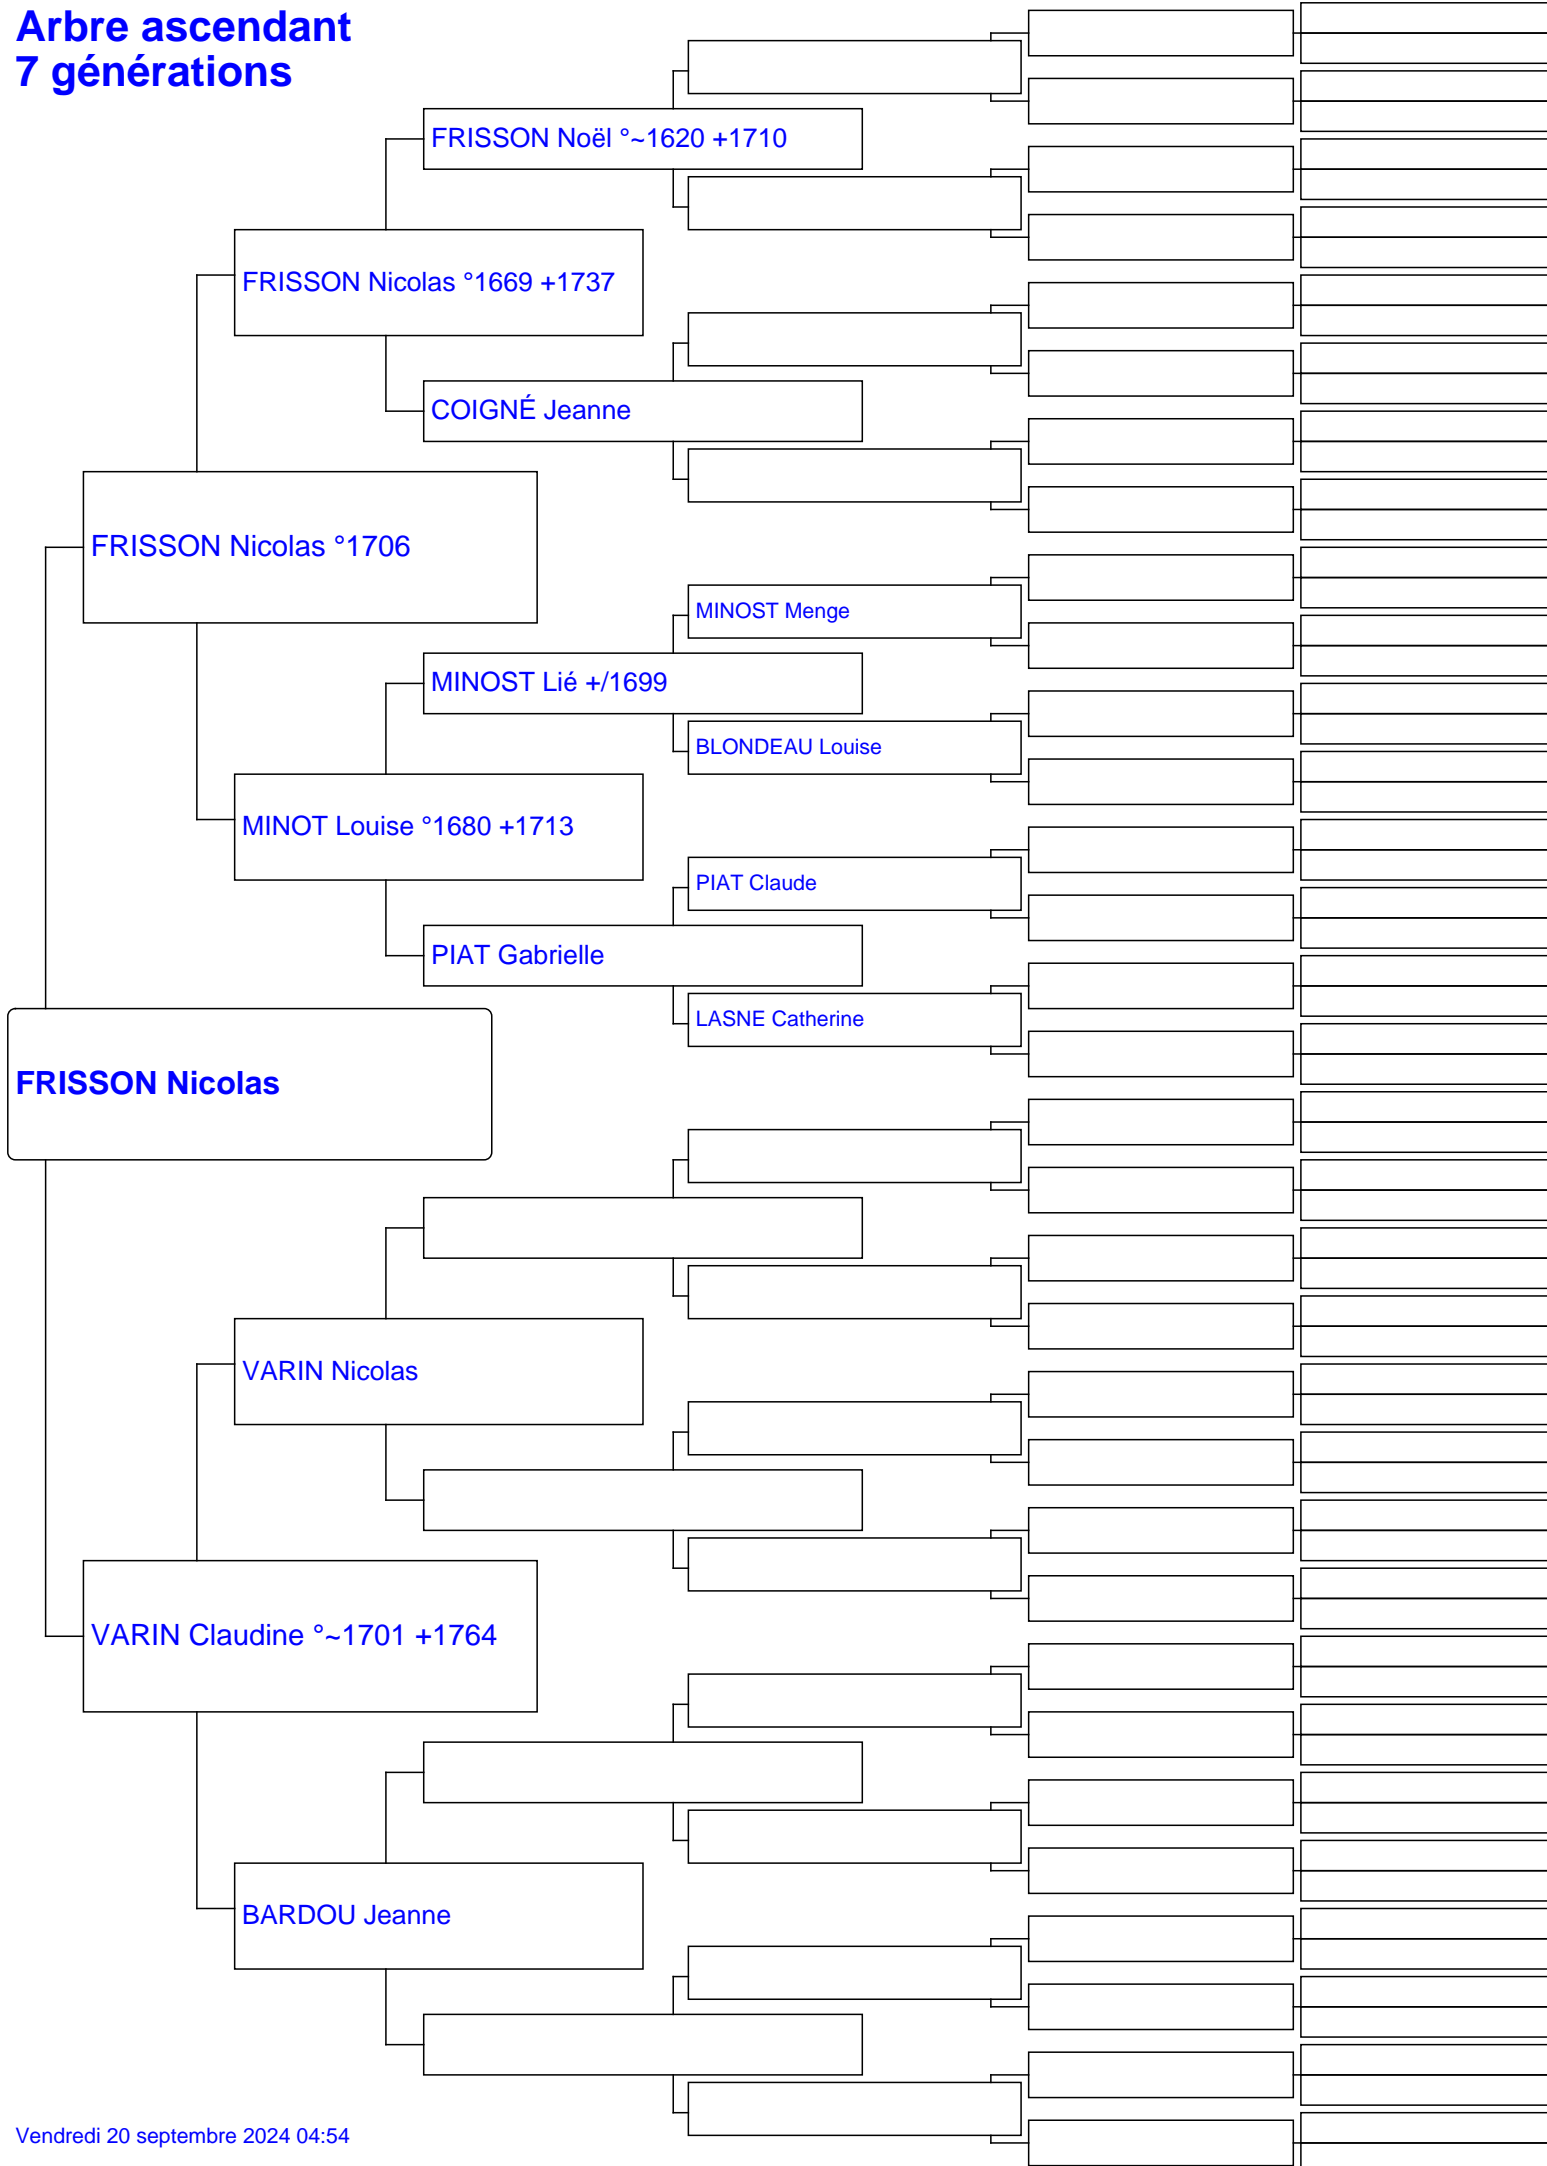 Arbre ascendant
7 générations
FRISSON Noël °~1620 +1710
FRISSON Nicolas °1669 +1737
COIGNÉ Jeanne
FRISSON Nicolas °1706
MINOST Menge
MINOST Lié +/1699
BLONDEAU Louise
MINOT Louise °1680 +1713
PIAT Claude
PIAT Gabrielle
LASNE Catherine
FRISSON Nicolas
VARIN Nicolas
VARIN Claudine °~1701 +1764
BARDOU Jeanne
Vendredi 20 septembre 2024 04:54